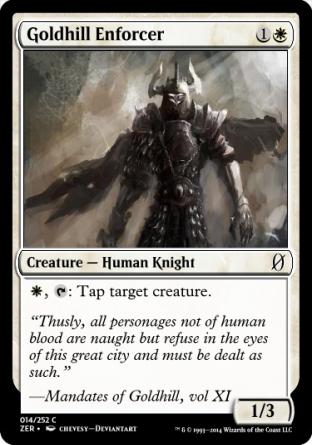 Goldhill Enforcer 1
Creature — Human Knight
, : Tap target creature.
“Thusly, all personages not of human
blood are naught but refuse in the eyes
of this great city and must be dealt as
such.”
—Mandates of Goldhill, vol XI
1/3
014/252 C
ZER • CHEVESY—DEVIANTART
™ & © 1993–2014 Wizards of the Coast LLC